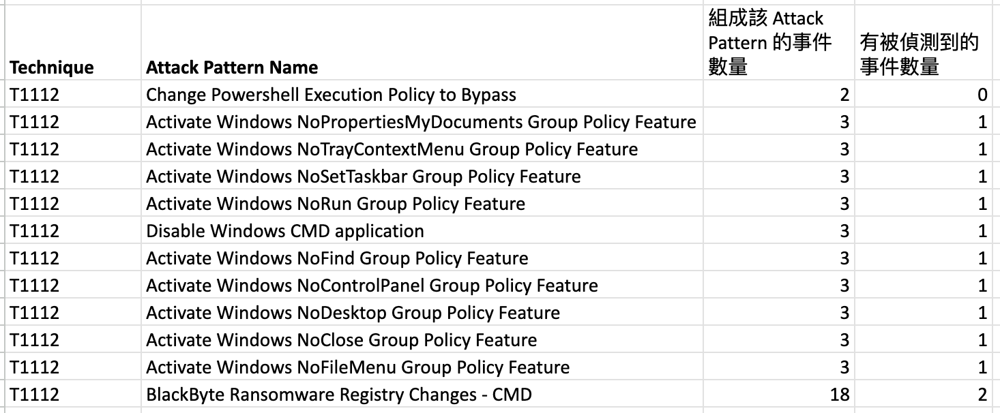 Technique Attack Pattern Name 組成該 Attack Pattern 的事件數量 有被偵測到的事件數量
T1112 Change Powershell Execution Policy to Bypass 2 0
T1112 Activate Windows NoPropertiesMyDocuments Group Policy Feature 3 1
T1112 Activate Windows NoTrayContextMenu Group Policy Feature 3 1
T1112 Activate Windows NoSetTaskbar Group Policy Feature 3 1
T1112 Activate Windows NoRun Group Policy Feature 3 1
T1112 Disable Windows CMD application 3 1
T1112 Activate Windows NoFind Group Policy Feature 3 1
T1112 Activate Windows NoControlPanel Group Policy Feature 3 1
T1112 Activate Windows NoDesktop Group Policy Feature 3 1
T1112 Activate Windows NoClose Group Policy Feature 3 1
T1112 Activate Windows NoFileMenu Group Policy Feature 3 1
T1112 BlackByte Ransomware Registry Changes - CMD 18 2